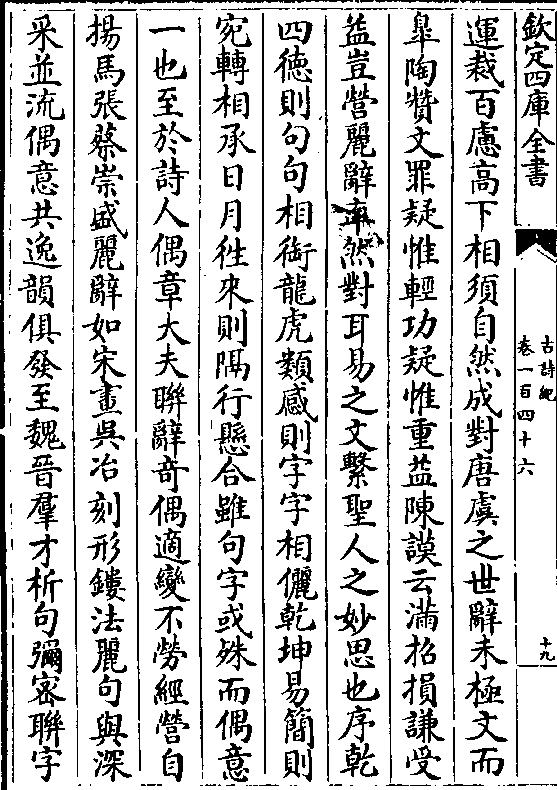 欽定四庫全書
古詩紀
卷一百四十六
十九
運裁百慮高下相須自然成對唐虞之世辭未極文而
臯陶賛文罪疑惟輕功疑惟重益陳謨云滿招損謙受
益豈營麗辭率然對耳易之文繫聖人之妙思也序乾
四徳則句句相銜龍虎類感則字字相儷乾坤易簡則
宛轉相承日月徃來則隔行懸合雖句字或殊而偶意
一也至於詩人偶章大夫聯辭竒偶適變不勞經營自
揚馬張蔡崇盛麗辭如宋畫吳冶刻形鏤法麗句與深
采並流偶意共逸韻俱發至魏晉羣才析句彌密聯字